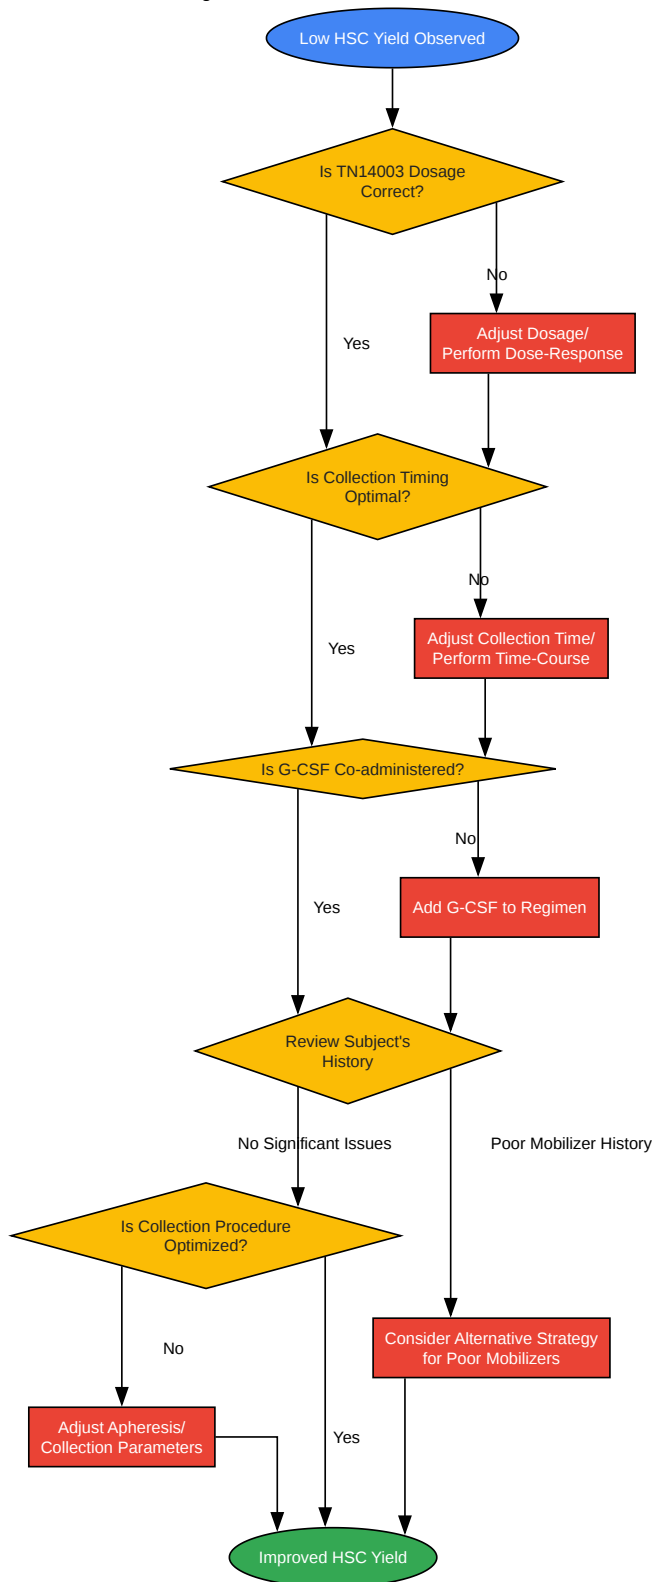 Low HSC Yield Observed
Is TN14003 Dosage
Correct?
No
Adjust Dosage/
Perform Dose-Response
Yes
Is Collection Timing
Optimal?
No
Adjust Collection Time/
Perform Time-Course
Yes
Is G-CSF Co-administered?
No
Add G-CSF to Regimen
Yes
Review Subject's
History
No Significant Issues
Poor Mobilizer History
Is Collection Procedure
Optimized?
Consider Alternative Strategy
for Poor Mobilizers
No
Adjust Apheresis/
Collection Parameters
Yes
Improved HSC Yield